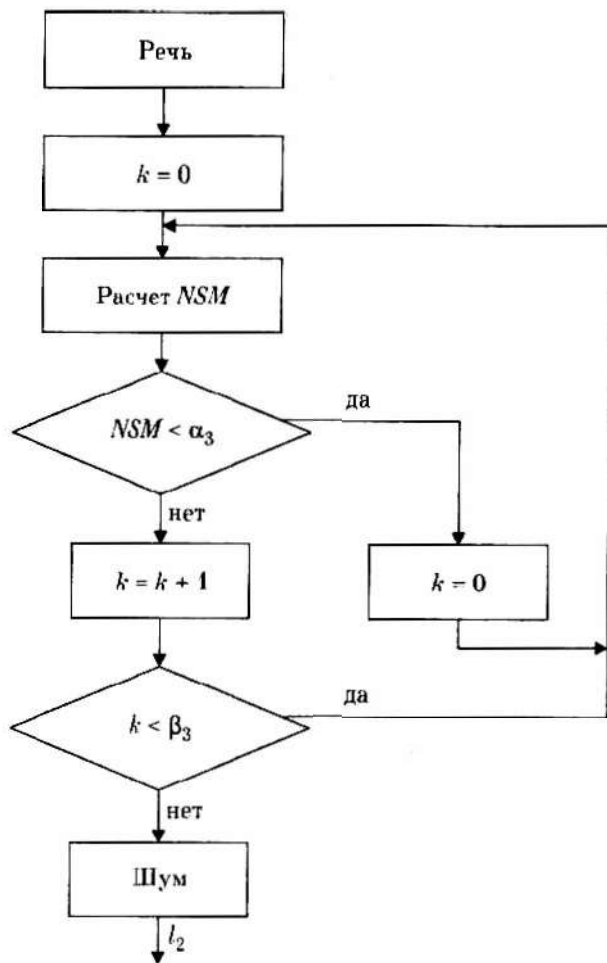 Речь
k = 0
Расчет NSM
NSM < α₃
да
нет
k = k + 1
k = 0
k < β₃
да
нет
Шум
l₂